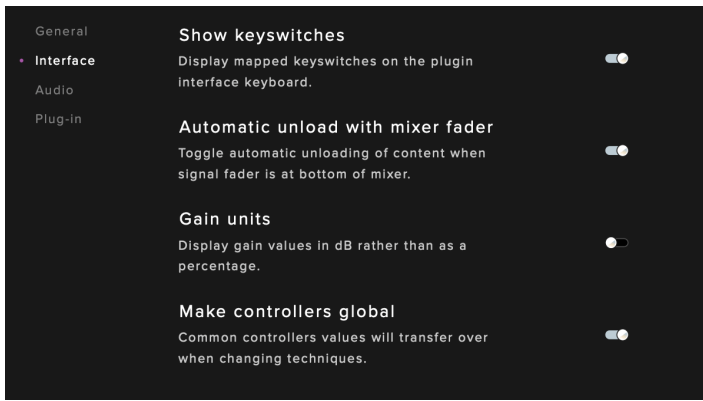 General
Interface
Audio
Plug-in
Show keyswitches
Display mapped keyswitches on the plugin
interface keyboard.
Automatic unload with mixer fader
Toggle automatic unloading of content when
signal fader is at bottom of mixer.
Gain units
Display gain values in dB rather than as a
percentage.
Make controllers global
Common controllers values will transfer over
when changing techniques.